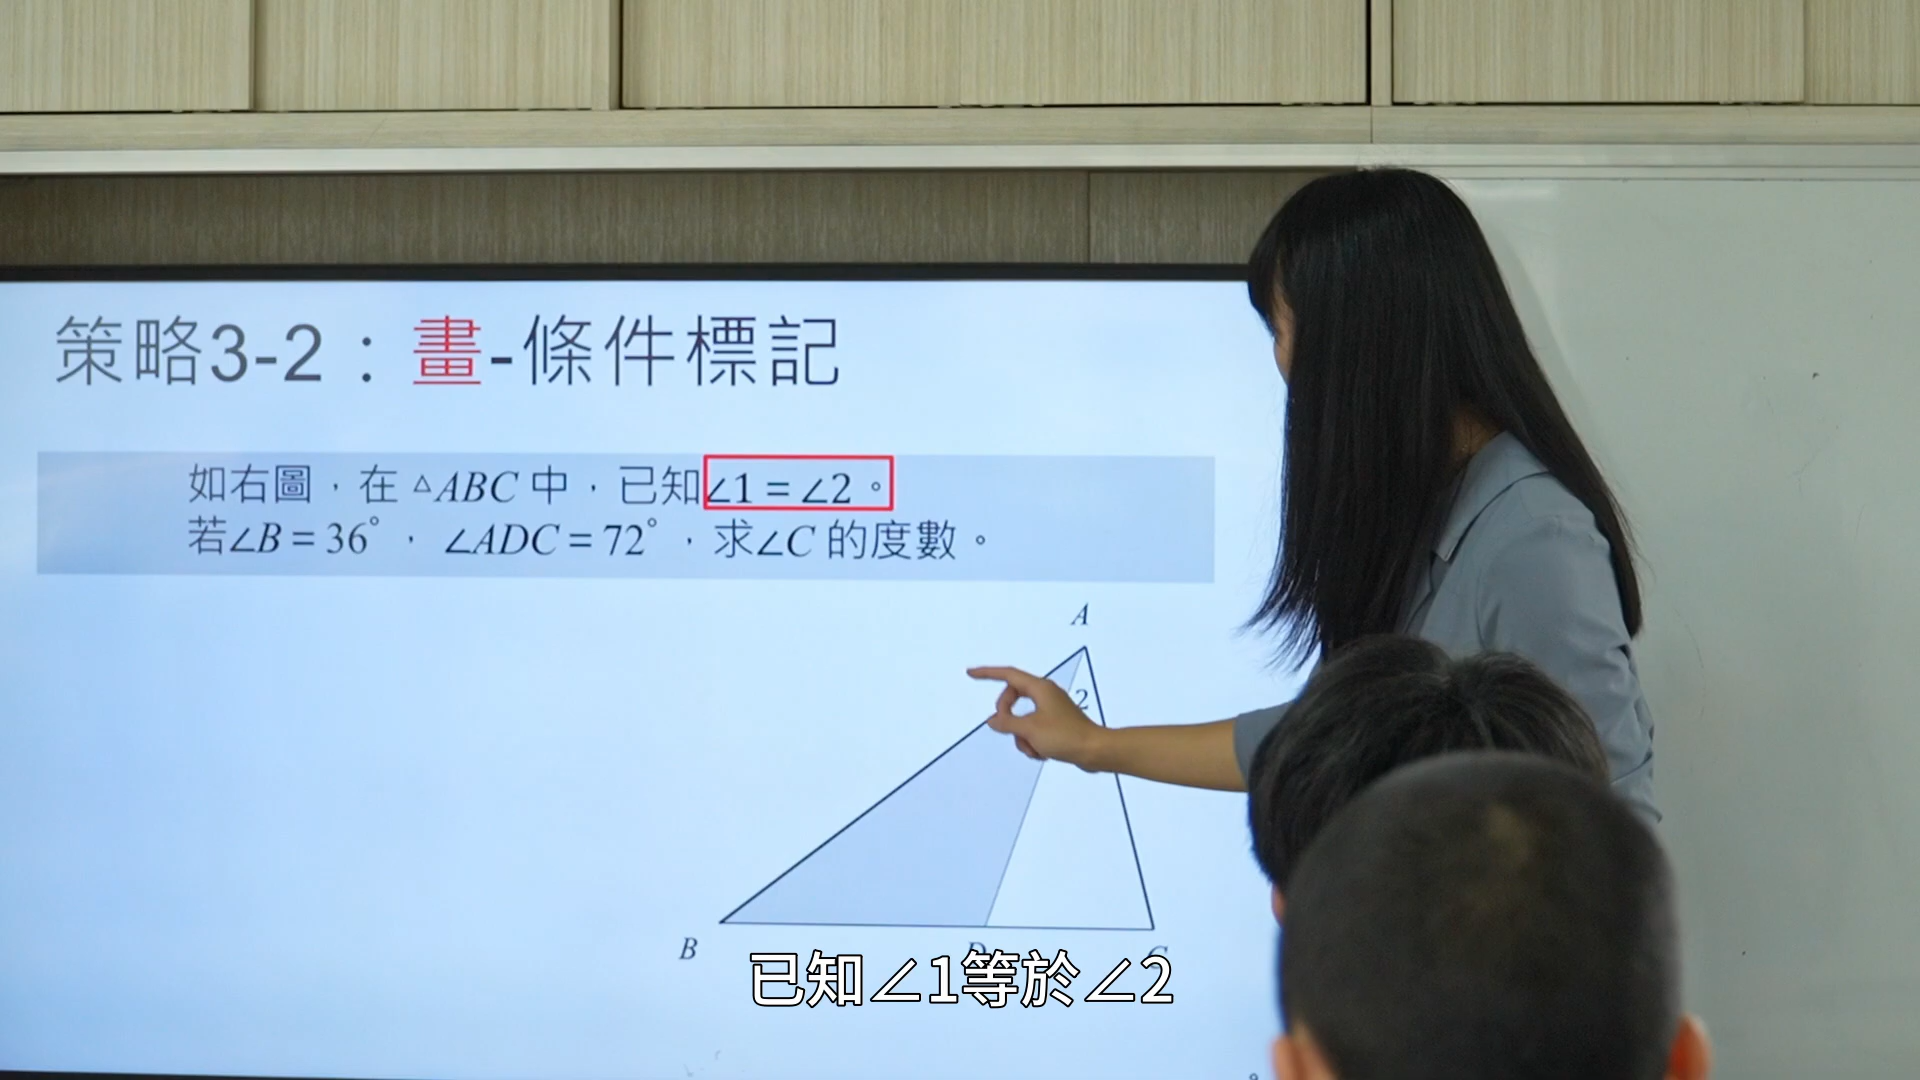 策略3-2：畫-條件標記
如右圖，在△ABC中，已知∠1=∠2。
若∠B=36°，∠ADC=72°，求∠C的度數。
A
2
B
D
C
已知∠1等於∠2